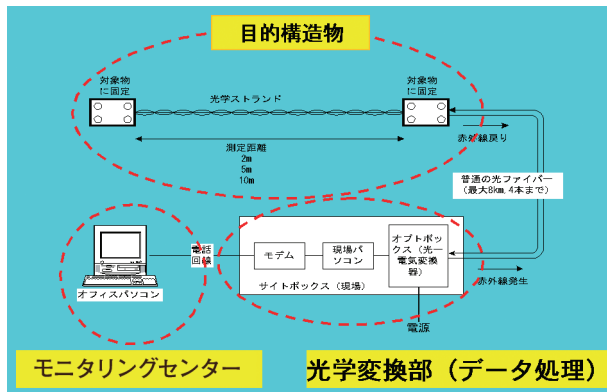 目的構造物
対象物
に固定
光学ストランド
対象物
に固定
測定距離
2m
5m
10m
赤外線戻り
普通の光ファイバー
(最大8km,4本まで)
電話
回線
モデム
現場パ
ソコン
オプトボ
ックス(光ー
電気変換
器)
サイトボックス(現場)
オフィスパソコン
赤外線発生
電源
モニタリングセンター
光学変換部(データ処理)